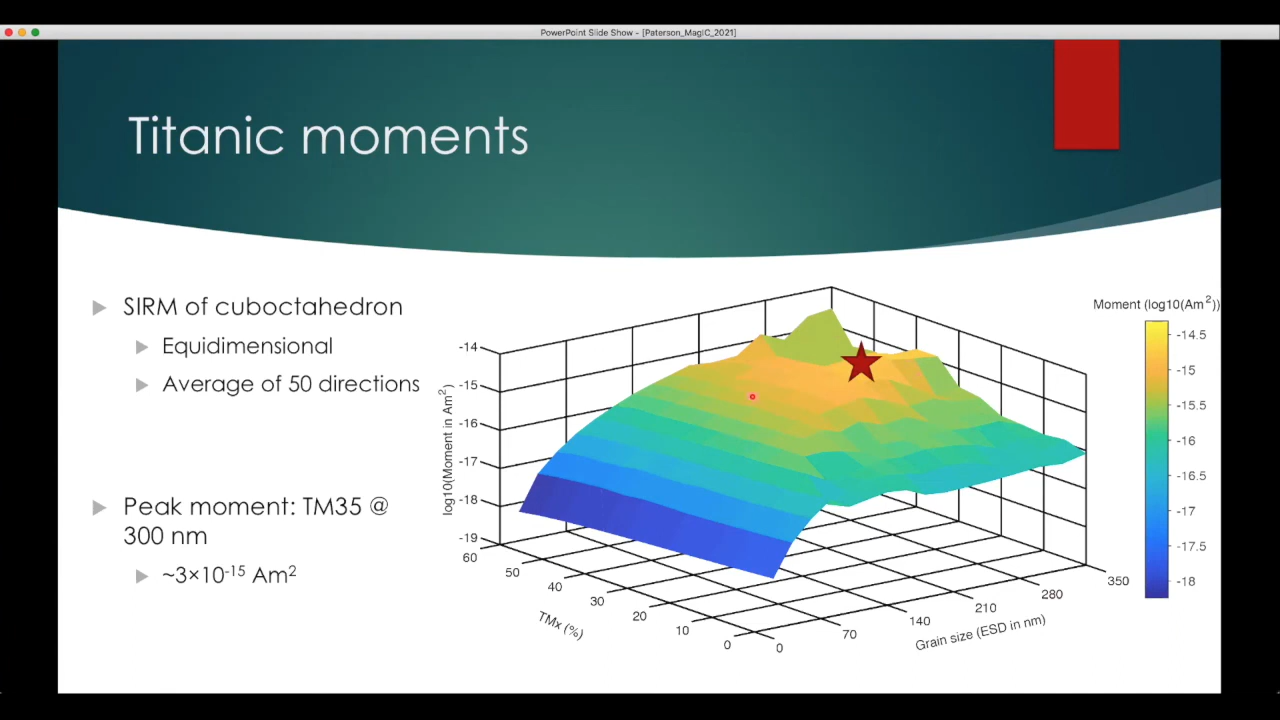 PowerPoint Slide Show - [Paterson_MagIC_2021]
Titanic moments
SIRM of cuboctahedron
Equidimensional
Average of 50 directions
Peak moment: TM35 @
300 nm
~3×10⁻¹⁵ Am²
log10(Moment in Am²)
-14
-15
-16
-17
-18
-19
60
50
40
30
20
10
0
TMx (%)
0
70
140
210
280
350
Grain size (ESD in nm)
Moment (log10(Am²))
-14.5
-15
-15.5
-16
-16.5
-17
-17.5
-18